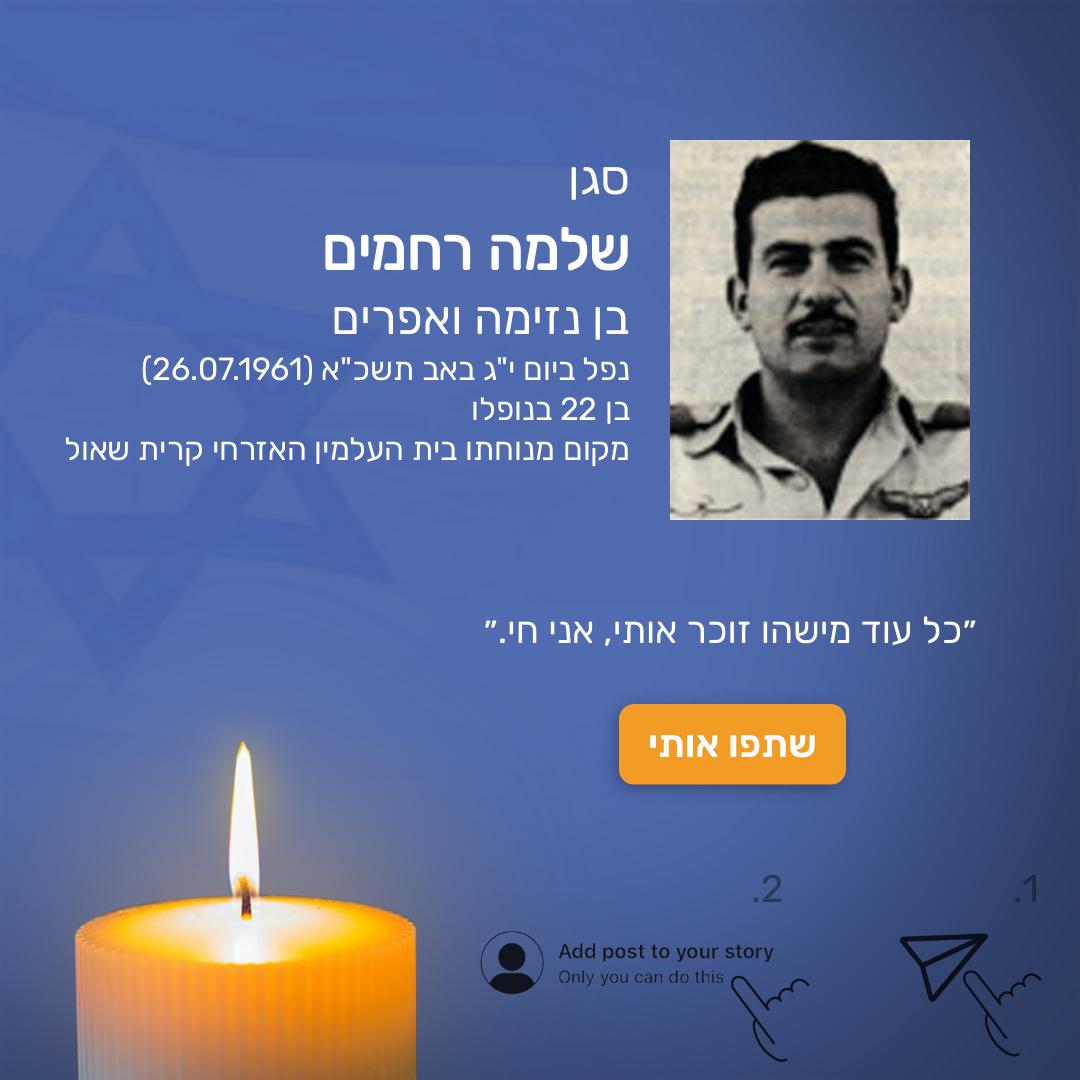 סגן
שלמה רחמים
בן נזימה ואפרים
נפל ביום י"ג באב תשכ"א (26.07.1961)
בן 22 בנופלו
מקום מנוחתו בית העלמין האזרחי קרית שאול
״כל עוד מישהו זוכר אותי, אני חי.״
שתפו אותי
.1
.2
Add post to your story
Only you can do this